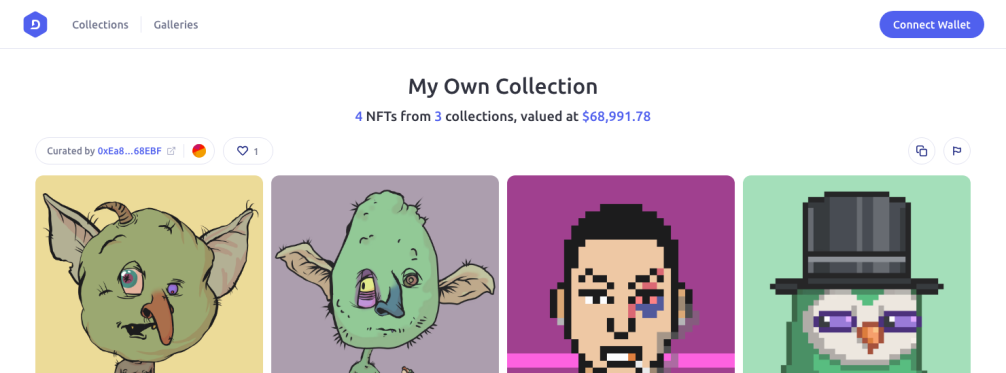 D
Collections Galleries Connect Wallet
My Own Collection
4 NFTs from 3 collections, valued at $68,991.78
Curated by 0xEa8...68EBF 1